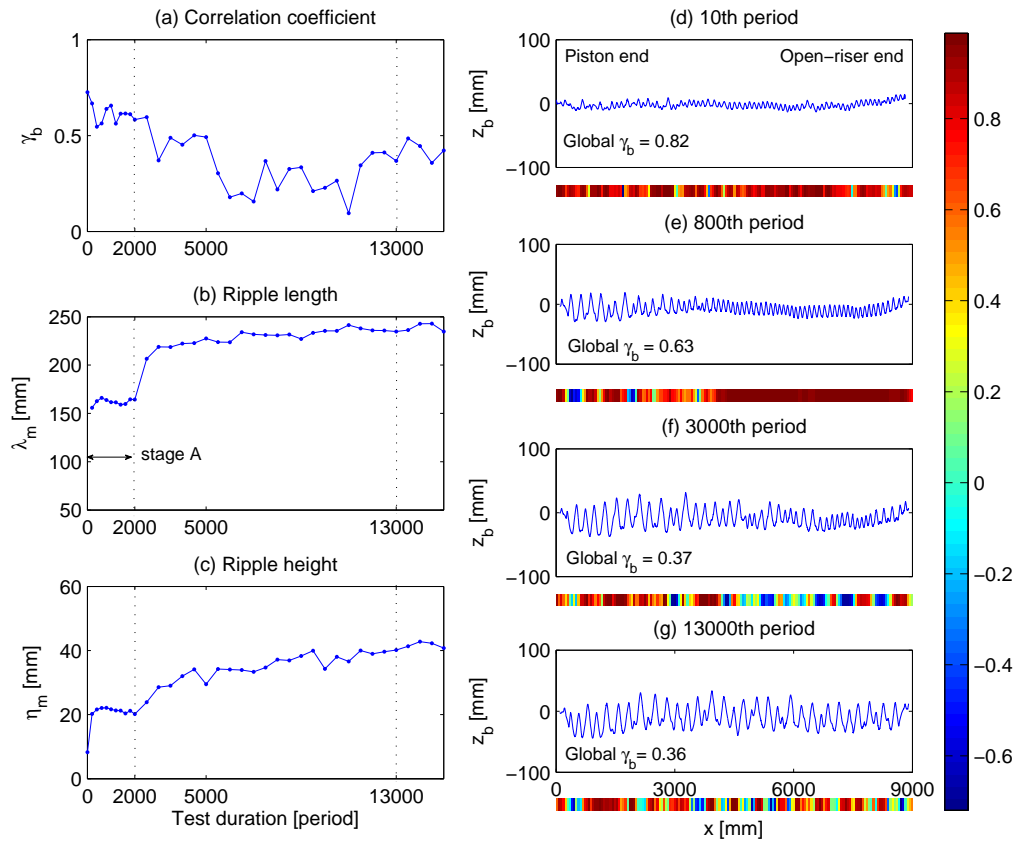 (a) Correlation coefficient
1
0.5
0
γb
0 2000 5000 13000
(b) Ripple length
250
200
150
100
50
λm [mm]
stage A
0 2000 5000 13000
(c) Ripple height
60
40
20
0
ηm [mm]
0 2000 5000 13000
Test duration [period]
(d) 10th period
100
0
−100
zb [mm]
Piston end Open−riser end
Global γb = 0.82
(e) 800th period
100
0
−100
zb [mm]
Global γb = 0.63
(f) 3000th period
100
0
−100
zb [mm]
Global γb = 0.37
(g) 13000th period
100
0
−100
zb [mm]
Global γb = 0.36
0 3000 6000 9000
x [mm]
0.8
0.6
0.4
0.2
0
−0.2
−0.4
−0.6